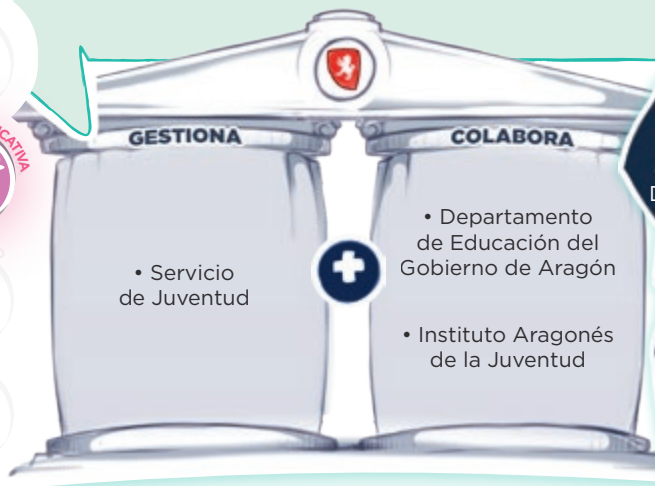 GESTIONA
• Servicio
de Juventud
COLABORA
• Departamento
de Educación del
Gobierno de Aragón
• Instituto Aragonés
de la Juventud